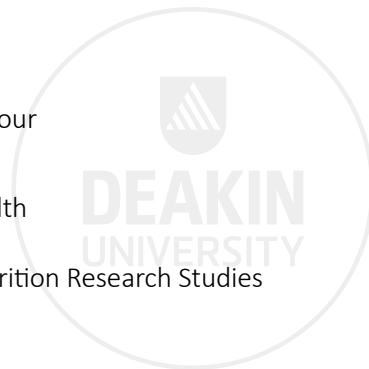 our
DEAKIN
lth
UNIVERSITY
rition Research Studies